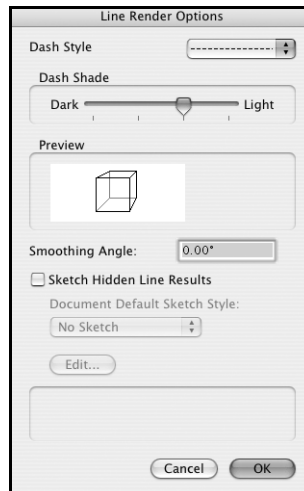 Line Render Options
Dash Style
Dash Shade
Dark Light
Preview
Smoothing Angle: 0.00°
Sketch Hidden Line Results
Document Default Sketch Style:
No Sketch
Edit...
Cancel OK